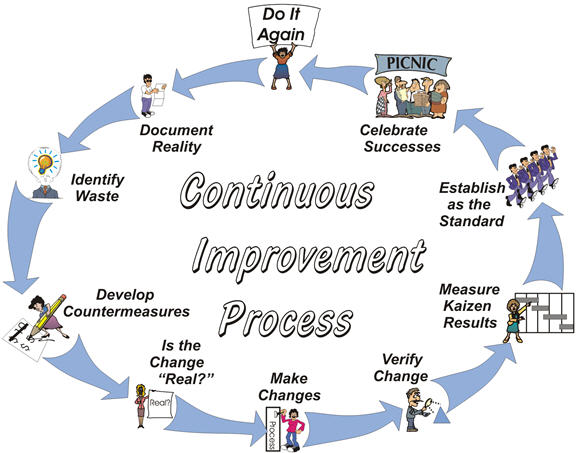 Do It
Again
PICNIC
Celebrate
Successes
Document
Reality
Identify
Waste
Establish
as the
Standard
Continuous
Improvement
Process
Develop
Countermeasures
Measure
Kaizen
Results
Is the
Change
“Real?”
Real?
Make
Changes
Process
Verify
Change